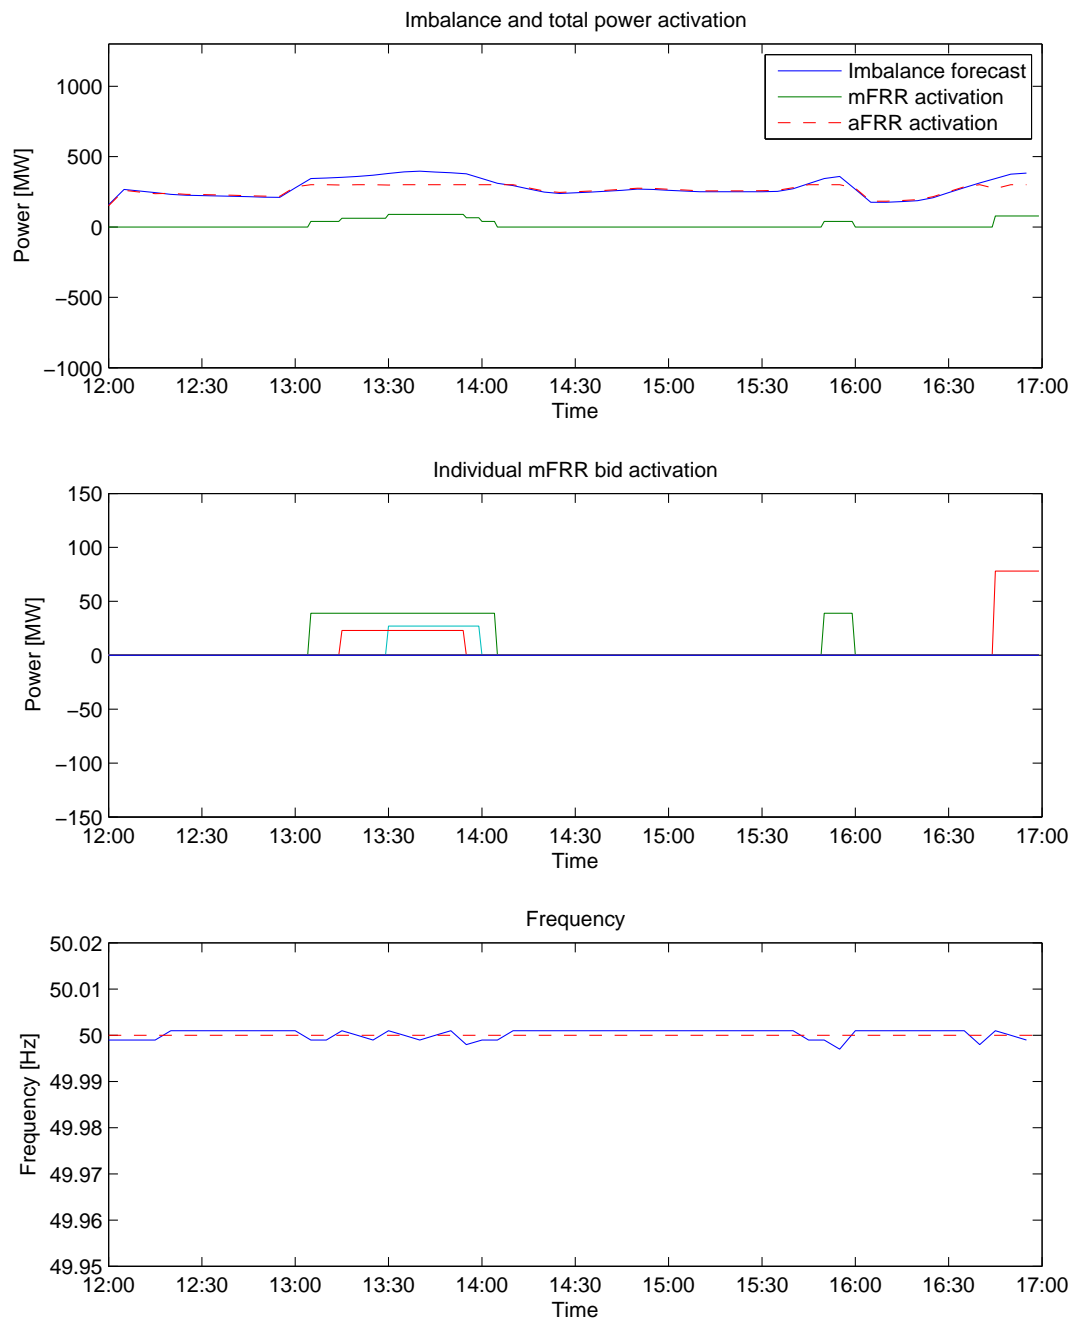 Imbalance and total power activation
Imbalance forecast
mFRR activation
aFRR activation
Power [MW]
1000
500
0
−500
−1000
12:00 12:30 13:00 13:30 14:00 14:30 15:00 15:30 16:00 16:30 17:00
Time
Individual mFRR bid activation
Power [MW]
150
100
50
0
−50
−100
−150
12:00 12:30 13:00 13:30 14:00 14:30 15:00 15:30 16:00 16:30 17:00
Time
Frequency
Frequency [Hz]
50.02
50.01
50
49.99
49.98
49.97
49.96
49.95
12:00 12:30 13:00 13:30 14:00 14:30 15:00 15:30 16:00 16:30 17:00
Time